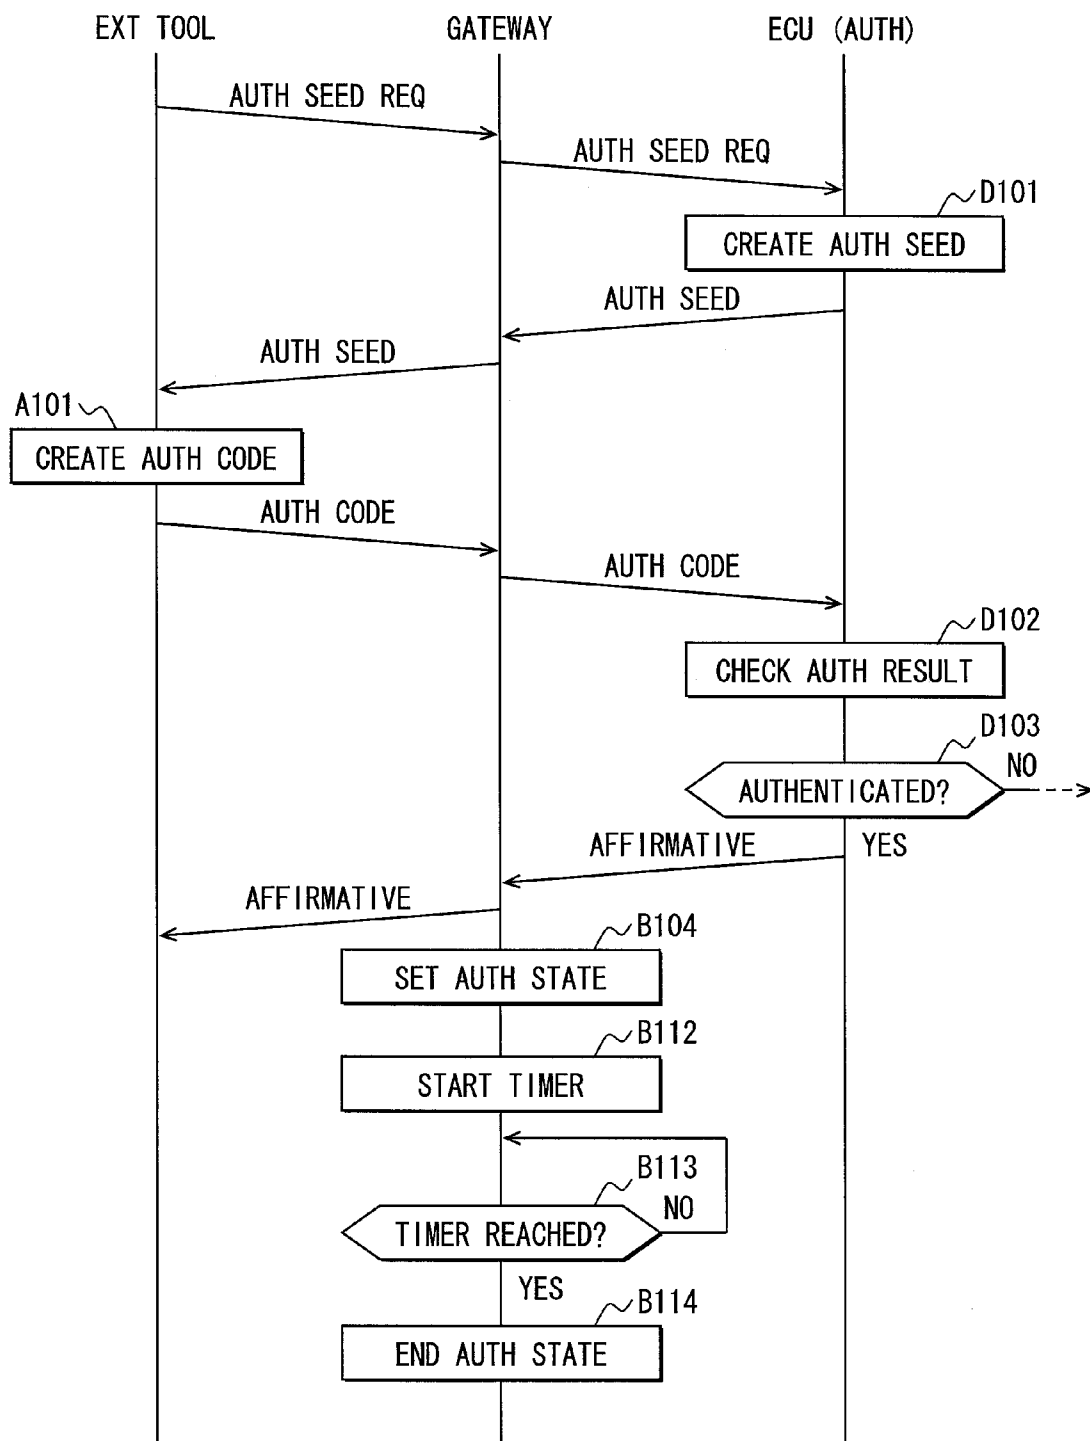 EXT TOOL
GATEWAY
ECU (AUTH)
AUTH SEED REQ
AUTH SEED REQ
D101
CREATE AUTH SEED
AUTH SEED
AUTH SEED
A101
CREATE AUTH CODE
AUTH CODE
AUTH CODE
D102
CHECK AUTH RESULT
D103
NO
AUTHENTICATED?
YES
AFFIRMATIVE
AFFIRMATIVE
B104
SET AUTH STATE
B112
START TIMER
B113
NO
TIMER REACHED?
YES
B114
END AUTH STATE